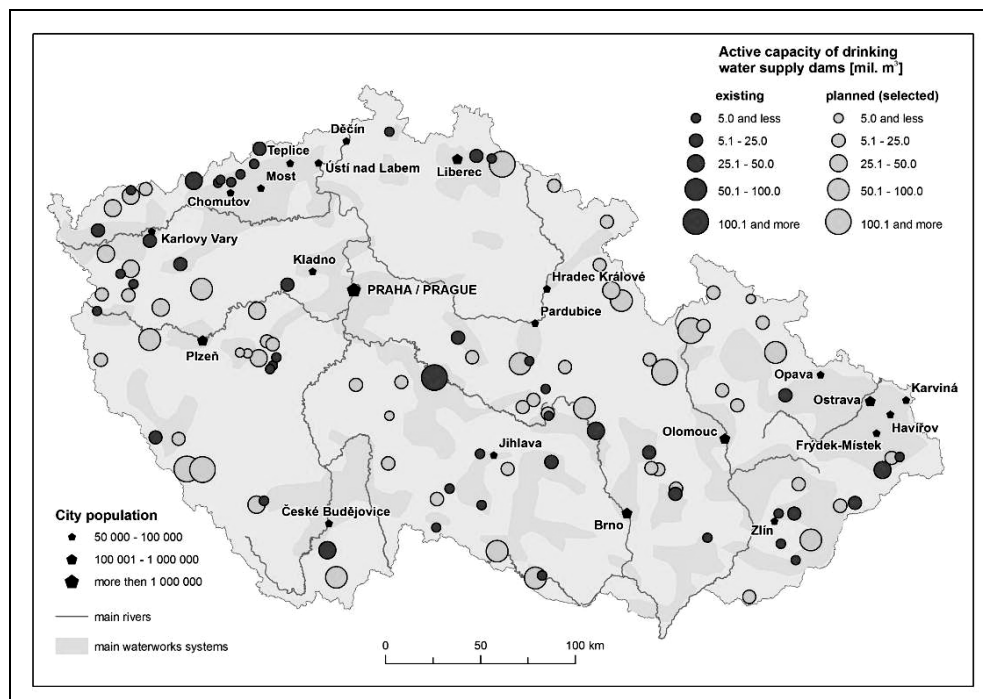 Active capacity of drinking
water supply dams [mil. m³]
existing planned (selected)
5.0 and less 5.0 and less
5.1 - 25.0 5.1 - 25.0
25.1 - 50.0 25.1 - 50.0
50.1 - 100.0 50.1 - 100.0
100.1 and more 100.1 and more
Děčín
Teplice
Ústí nad Labem
Most
Liberec
Chomutov
Karlovy Vary
Kladno
PRAHA / PRAGUE
Hradec Králové
Pardubice
Plzeň
Opava
Karviná
Ostrava
Havířov
Frýdek-Místek
Olomouc
Jihlava
České Budějovice
Brno
Zlín
City population
50 000 - 100 000
100 001 - 1 000 000
more then 1 000 000
main rivers
main waterworks systems
0 50 100 km